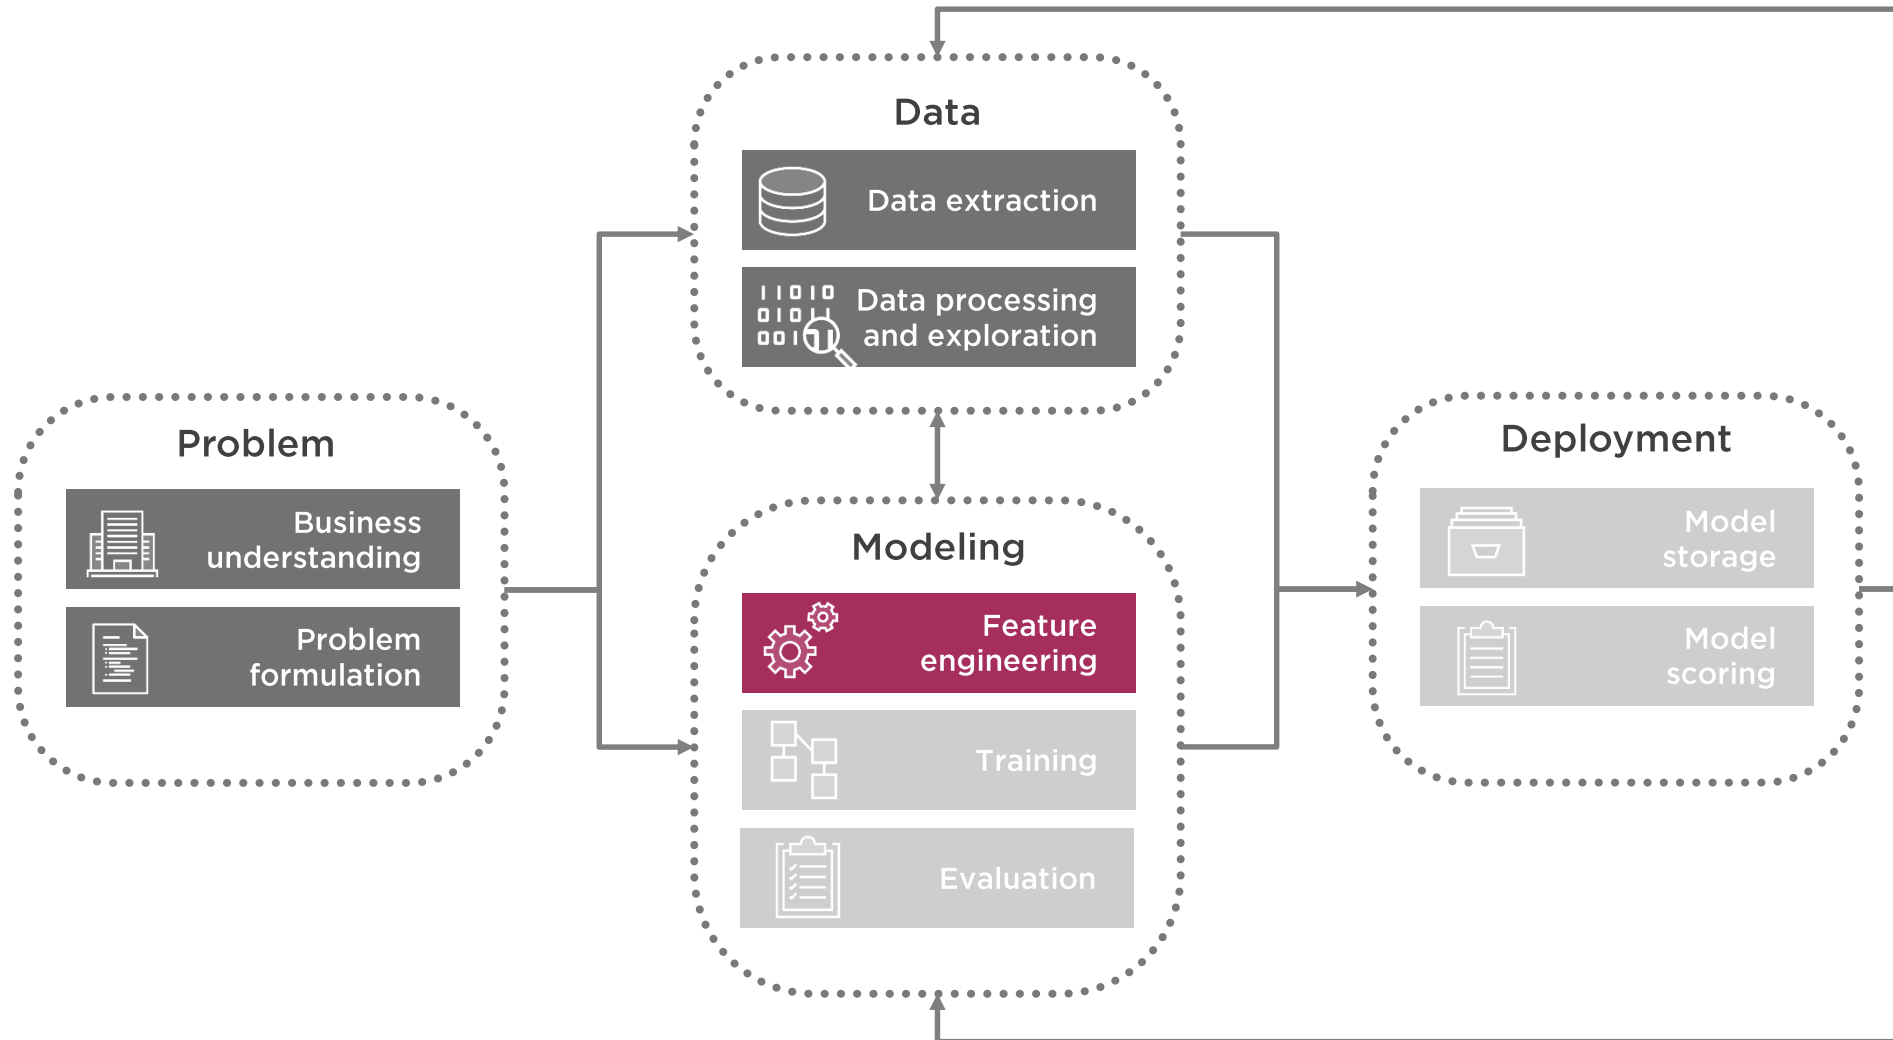 Data
Data extraction
11010
Data processing
and exploration
Problem
Business
understanding
Problem
formulation
Modeling
Feature
engineering
Training
Evaluation
Deployment
Model
storage
Model
scoring